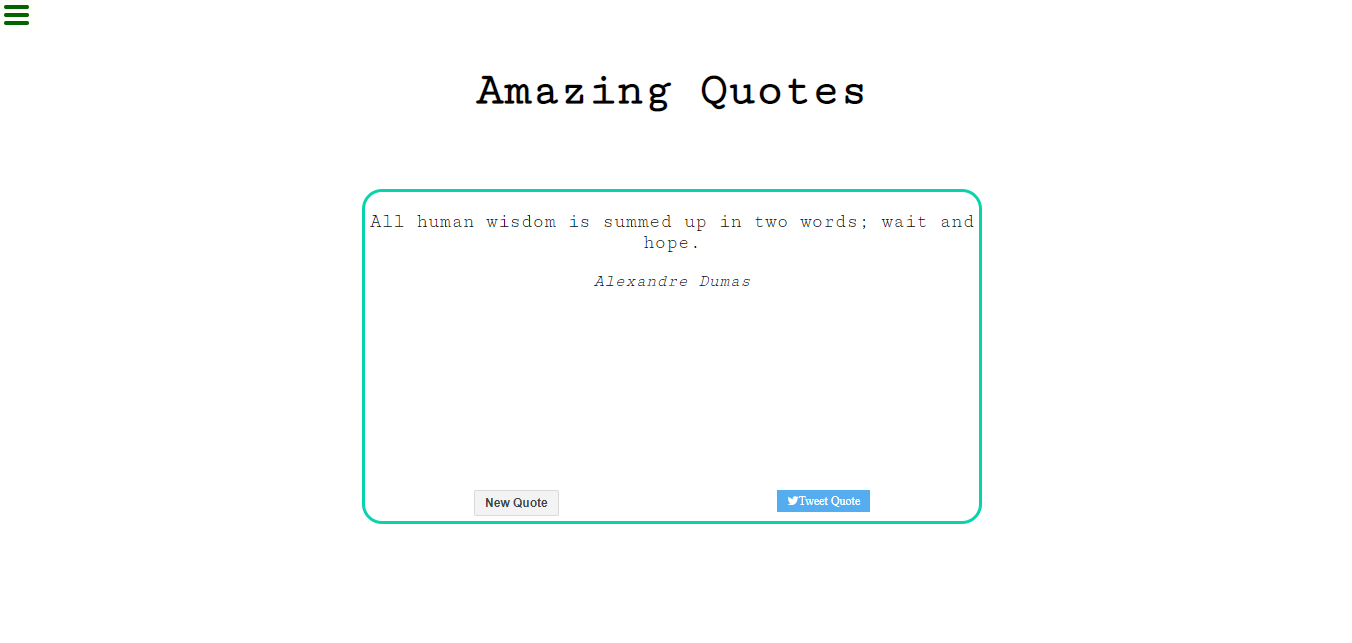 Amazing Quotes
All human wisdom is summed up in two words; wait and
hope.
Alexandre Dumas
New Quote
Tweet Quote